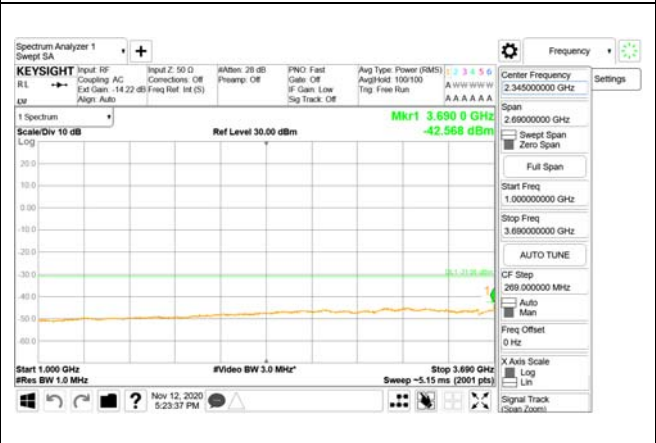 Spectrum Analyzer 1
Swept SA
Frequency
KEYSIGHT
RL
Input: RF
Coupling: AC
Ext Gain: -14.22 dB
Align: Auto
Input Z: 50 Ω
Corrections: Off
Freq Ref: Int (S)
#Atten: 28 dB
Preamp: Off
PNO: Fast
Gate: Off
IF Gain: Low
Sig Track: Off
Avg Type: Power (RMS)
Avg|Hold: 100/100
Trig: Free Run
1 2 3 4 5 6
A W W W W W
A A A A A A
1 Spectrum
Scale/Div 10 dB
Log
Ref Level 30.00 dBm
Mkr1 3.690 0 GHz
-42.568 dBm
20.0
10.0
0.00
-10.0
-20.0
-30.0
-40.0
-50.0
-60.0
1
Start 1.000 GHz
#Res BW 1.0 MHz
#Video BW 3.0 MHz*
Stop 3.690 GHz
Sweep ~5.15 ms (2001 pts)
Nov 12, 2020
5:23:37 PM
Center Frequency
2.345000000 GHz
Settings
Span
2.69000000 GHz
Swept Span
Zero Span
Full Span
Start Freq
1.000000000 GHz
Stop Freq
3.690000000 GHz
AUTO TUNE
CF Step
269.000000 MHz
Auto
Man
Freq Offset
0 Hz
X Axis Scale
Log
Lin
Signal Track
(Span Zoom)